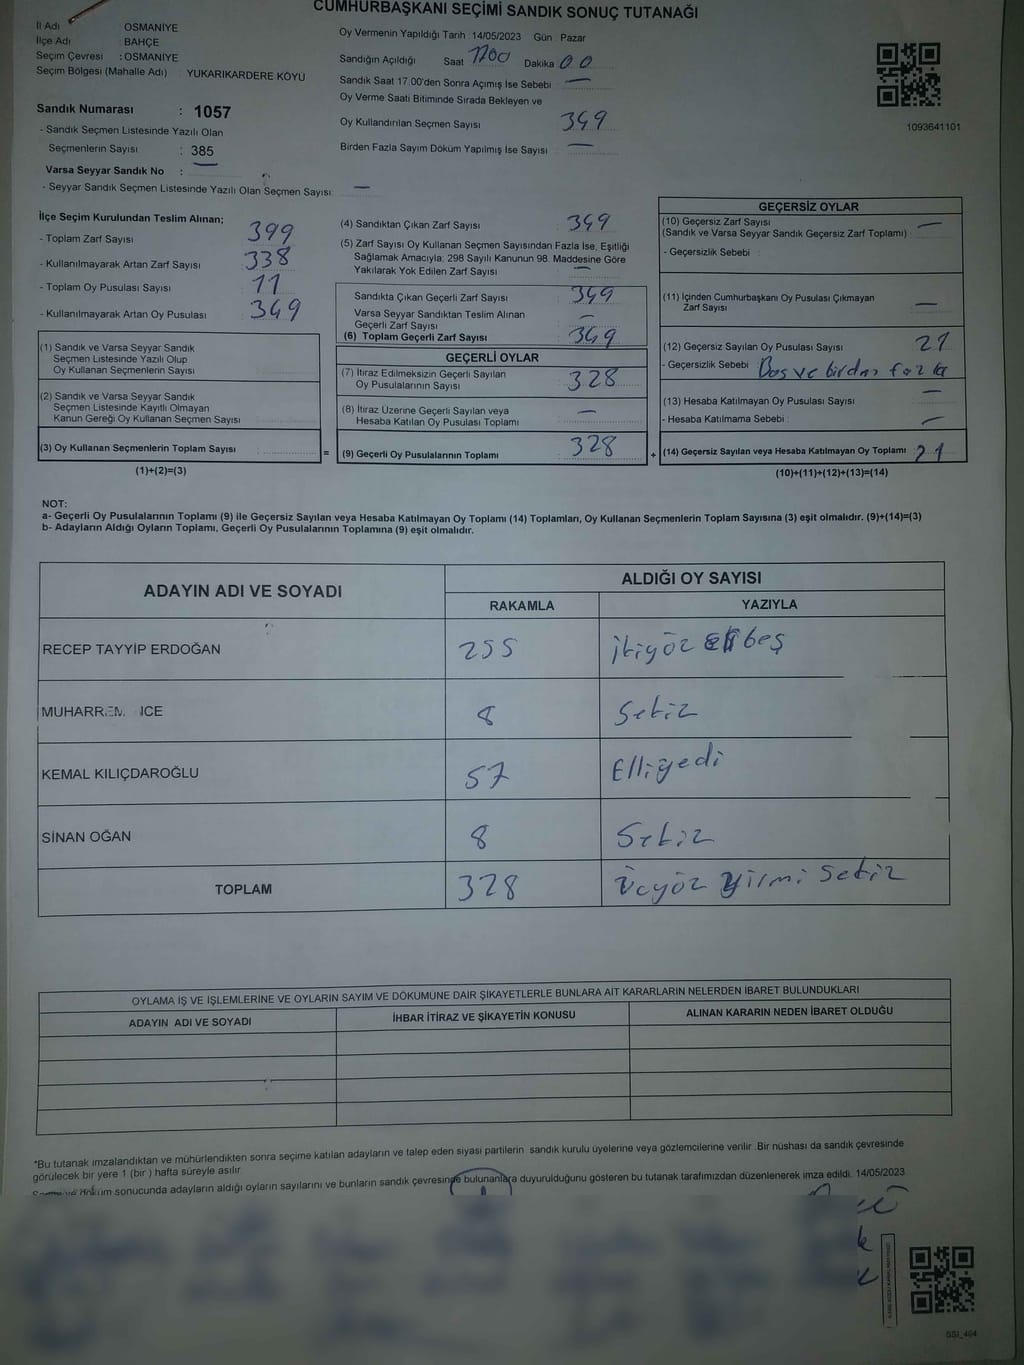 CUMHURBAŞKANI SEÇİMİ SANDIK SONUÇ TUTANAĞI
İl Adı OSMANİYE
İlçe Adı : BAHÇE
Seçim Çevresi : OSMANİYE
Seçim Bölgesi (Mahalle Adı) : YUKARIKARDERE KÖYÜ
Sandık Numarası : 1057
- Sandık Seçmen Listesinde Yazılı Olan
Seçmenlerin Sayısı : 385
Varsa Seyyar Sandık No : —
- Seyyar Sandık Seçmen Listesinde Yazılı Olan Seçmen Sayısı: —
Oy Vermenin Yapıldığı Tarih : 14/05/2023 Gün : Pazar
Sandığın Açıldığı Saat 1700 Dakika 00
Sandık Saat 17.00'den Sonra Açımış İse Sebebi —
Oy Verme Saati Bitiminde Sırada Bekleyen ve
Oy Kullandırılan Seçmen Sayısı 349
Birden Fazla Sayım Döküm Yapılmış İse Sayısı —
1093641101
İlçe Seçim Kurulundan Teslim Alınan;
- Toplam Zarf Sayısı 399
- Kullanılmayarak Artan Zarf Sayısı 338
- Toplam Oy Pusulası Sayısı 11
- Kullanılmayarak Artan Oy Pusulası 349
(1) Sandık ve Varsa Seyyar Sandık
Seçmen Listesinde Yazılı Olup
Oy Kullanan Seçmenlerin Sayısı
(2) Sandık ve Varsa Seyyar Sandık
Seçmen Listesinde Kayıtlı Olmayan
Kanun Gereği Oy Kullanan Seçmen Sayısı
(3) Oy Kullanan Seçmenlerin Toplam Sayısı
(1)+(2)=(3)
=
(4) Sandıktan Çıkan Zarf Sayısı 349
(5) Zarf Sayısı Oy Kullanan Seçmen Sayısından Fazla İse, Eşitliği
Sağlamak Amacıyla; 298 Sayılı Kanunun 98. Maddesine Göre
Yakılarak Yok Edilen Zarf Sayısı —
Sandıkta Çıkan Geçerli Zarf Sayısı 349
Varsa Seyyar Sandıktan Teslim Alınan
Geçerli Zarf Sayısı —
(6) Toplam Geçerli Zarf Sayısı 349
GEÇERLİ OYLAR
(7) İtiraz Edilmeksizin Geçerli Sayılan
Oy Pusulalarının Sayısı 328
(8) İtiraz Üzerine Geçerli Sayılan veya
Hesaba Katılan Oy Pusulası Toplamı —
(9) Geçerli Oy Pusulalarının Toplamı 328
+
GEÇERSİZ OYLAR
(10) Geçersiz Zarf Sayısı
(Sandık ve Varsa Seyyar Sandık Geçersiz Zarf Toplamı) —
- Geçersizlik Sebebi :
(11) İçinden Cumhurbaşkanı Oy Pusulası Çıkmayan
Zarf Sayısı —
(12) Geçersiz Sayılan Oy Pusulası Sayısı 21
- Geçersizlik Sebebi Boş ve birden fazla
(13) Hesaba Katılmayan Oy Pusulası Sayısı —
- Hesaba Katılmama Sebebi : —
(14) Geçersiz Sayılan veya Hesaba Katılmayan Oy Toplamı 21
(10)+(11)+(12)+(13)=(14)
NOT:
a- Geçerli Oy Pusulalarının Toplamı (9) ile Geçersiz Sayılan veya Hesaba Katılmayan Oy Toplamı (14) Toplamları, Oy Kullanan Seçmenlerin Toplam Sayısına (3) eşit olmalıdır. (9)+(14)=(3)
b- Adayların Aldığı Oyların Toplamı, Geçerli Oy Pusulalarının Toplamına (9) eşit olmalıdır.
ADAYIN ADI VE SOYADI ALDIĞI OY SAYISI
RAKAMLA YAZIYLA
RECEP TAYYİP ERDOĞAN 255 ikiyöz elli beş
MUHARREM İNCE 8 Sekiz
KEMAL KILIÇDAROĞLU 57 Elliyedi
SİNAN OĞAN 8 Sekiz
TOPLAM 328 üçyöz yirmi sekiz
OYLAMA İŞ VE İŞLEMLERİNE VE OYLARIN SAYIM VE DÖKÜMÜNE DAİR ŞİKAYETLERLE BUNLARA AİT KARARLARIN NELERDEN İBARET BULUNDUKLARI
ADAYIN ADI VE SOYADI İHBAR İTİRAZ VE ŞİKAYETİN KONUSU ALINAN KARARIN NEDEN İBARET OLDUĞU
*Bu tutanak imzalandıktan ve mühürlendikten sonra seçime katılan adayların ve talep eden siyasi partilerin sandık kurulu üyelerine veya gözlemcilerine verilir. Bir nüshası da sandık çevresinde
görülecek bir yere 1 (bir ) hafta süreyle asılır.
Sayım ve döküm sonucunda adayların aldığı oyların sayılarını ve bunların sandık çevresinde bulunanlara duyurulduğunu gösteren bu tutanak tarafımızdan düzenlenerek imza edildi. 14/05/2023